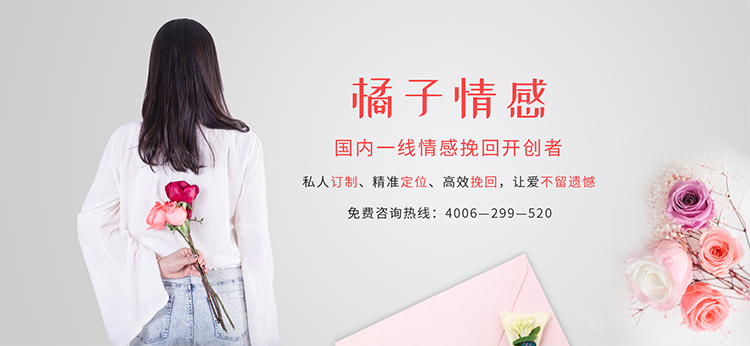 橘子情感
国内一线情感挽回开创者
私人订制、精准定位、高效挽回，让爱不留遗憾
免费咨询热线：4006—299—520